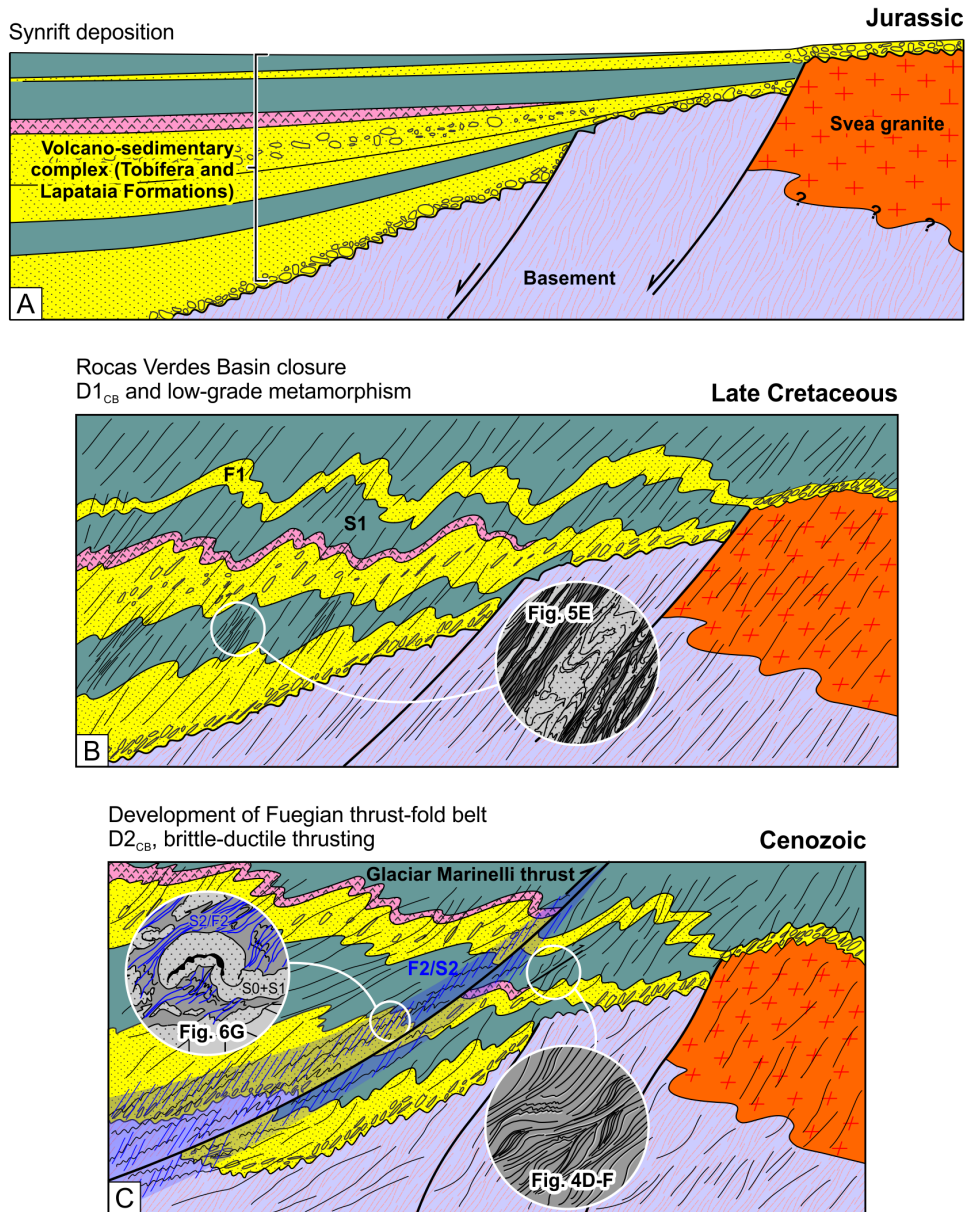 Synrift deposition
Jurassic
Volcano-sedimentary
complex (Tobifera and
Lapataia Formations)
Svea granite
? ? ?
Basement
A
Rocas Verdes Basin closure
D1CB and low-grade metamorphism
Late Cretaceous
F1
S1
Fig. 5E
B
Development of Fuegian thrust-fold belt
D2CB, brittle-ductile thrusting
Cenozoic
Glaciar Marinelli thrust
S2/F2
F2/S2
S0+S1
Fig. 6G
Fig. 4D-F
C